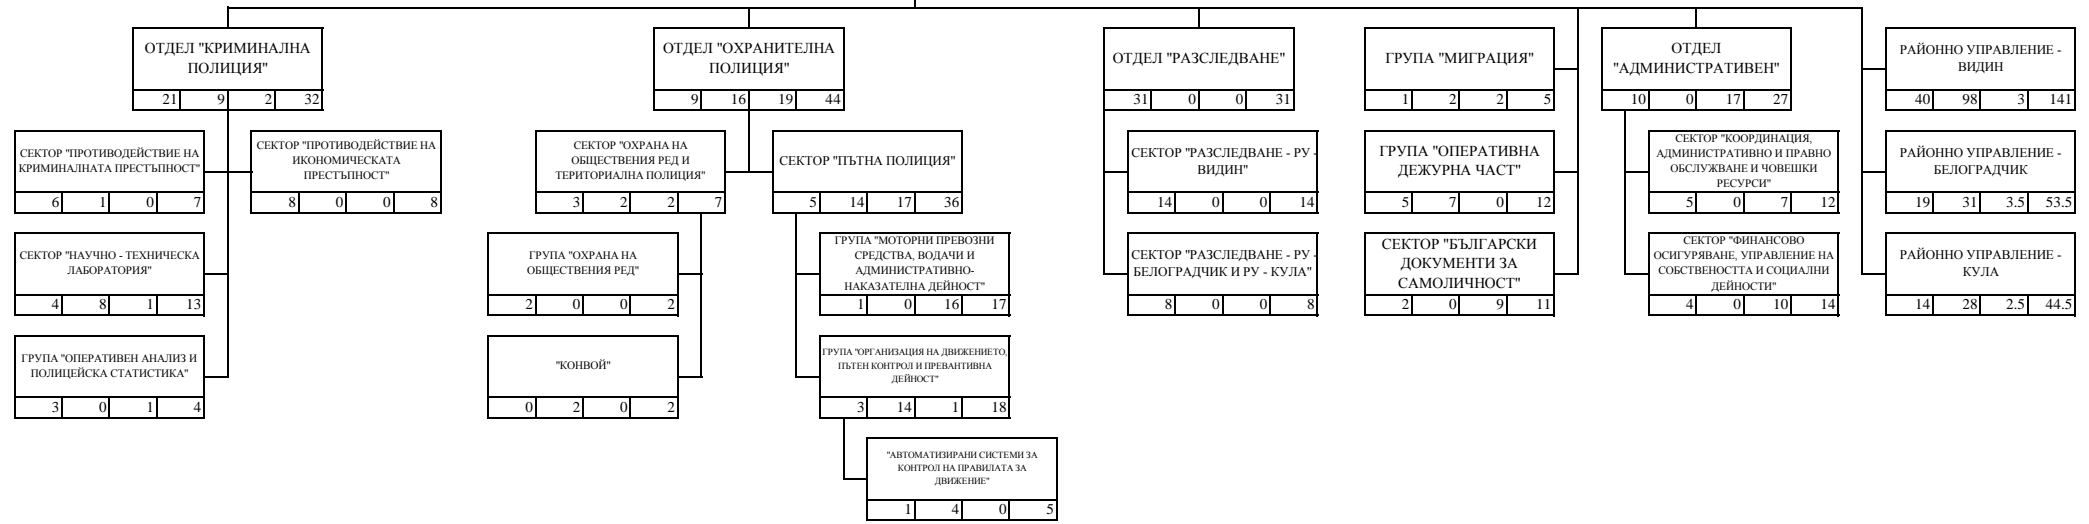 ОТДЕЛ "КРИМИНАЛНА
ПОЛИЦИЯ"
21 9 2 32
СЕКТОР "ПРОТИВОДЕЙСТВИЕ НА
КРИМИНАЛНАТА ПРЕСТЪПНОСТ"
6 1 0 7
СЕКТОР "ПРОТИВОДЕЙСТВИЕ НА
ИКОНОМИЧЕСКАТА
ПРЕСТЪПНОСТ"
8 0 0 8
СЕКТОР "НАУЧНО - ТЕХНИЧЕСКА
ЛАБОРАТОРИЯ"
4 8 1 13
ГРУПА "ОПЕРАТИВЕН АНАЛИЗ И
ПОЛИЦЕЙСКА СТАТИСТИКА"
3 0 1 4
ОТДЕЛ "ОХРАНИТЕЛНА
ПОЛИЦИЯ"
9 16 19 44
СЕКТОР "ОХРАНА НА
ОБЩЕСТВЕНИЯ РЕД И
ТЕРИТОРИАЛНА ПОЛИЦИЯ"
3 2 2 7
ГРУПА "ОХРАНА НА
ОБЩЕСТВЕНИЯ РЕД"
2 0 0 2
"КОНВОЙ"
0 2 0 2
СЕКТОР "ПЪТНА ПОЛИЦИЯ"
5 14 17 36
ГРУПА "МОТОРНИ ПРЕВОЗНИ
СРЕДСТВА, ВОДАЧИ И
АДМИНИСТРАТИВНО-
НАКАЗАТЕЛНА ДЕЙНОСТ"
1 0 16 17
ГРУПА "ОРГАНИЗАЦИЯ НА ДВИЖЕНИЕТО,
ПЪТЕН КОНТРОЛ И ПРЕВАНТИВНА
ДЕЙНОСТ"
3 14 1 18
"АВТОМАТИЗИРАНИ СИСТЕМИ ЗА
КОНТРОЛ НА ПРАВИЛАТА ЗА
ДВИЖЕНИЕ"
1 4 0 5
ОТДЕЛ "РАЗСЛЕДВАНЕ"
31 0 0 31
СЕКТОР "РАЗСЛЕДВАНЕ - РУ -
ВИДИН"
14 0 0 14
СЕКТОР "РАЗСЛЕДВАНЕ - РУ -
БЕЛОГРАДЧИК И РУ - КУЛА"
8 0 0 8
ГРУПА "МИГРАЦИЯ"
1 2 2 5
ГРУПА "ОПЕРАТИВНА
ДЕЖУРНА ЧАСТ"
5 7 0 12
СЕКТОР "БЪЛГАРСКИ
ДОКУМЕНТИ ЗА
САМОЛИЧНОСТ"
2 0 9 11
ОТДЕЛ
"АДМИНИСТРАТИВЕН"
10 0 17 27
СЕКТОР "КООРДИНАЦИЯ,
АДМИНИСТРАТИВНО И ПРАВНО
ОБСЛУЖВАНЕ И ЧОВЕШКИ
РЕСУРСИ"
5 0 7 12
СЕКТОР "ФИНАНСОВО
ОСИГУРЯВАНЕ, УПРАВЛЕНИЕ НА
СОБСТВЕНОСТТА И СОЦИАЛНИ
ДЕЙНОСТИ"
4 0 10 14
РАЙОННО УПРАВЛЕНИЕ -
ВИДИН
40 98 3 141
РАЙОННО УПРАВЛЕНИЕ -
БЕЛОГРАДЧИК
19 31 3.5 53.5
РАЙОННО УПРАВЛЕНИЕ -
КУЛА
14 28 2.5 44.5